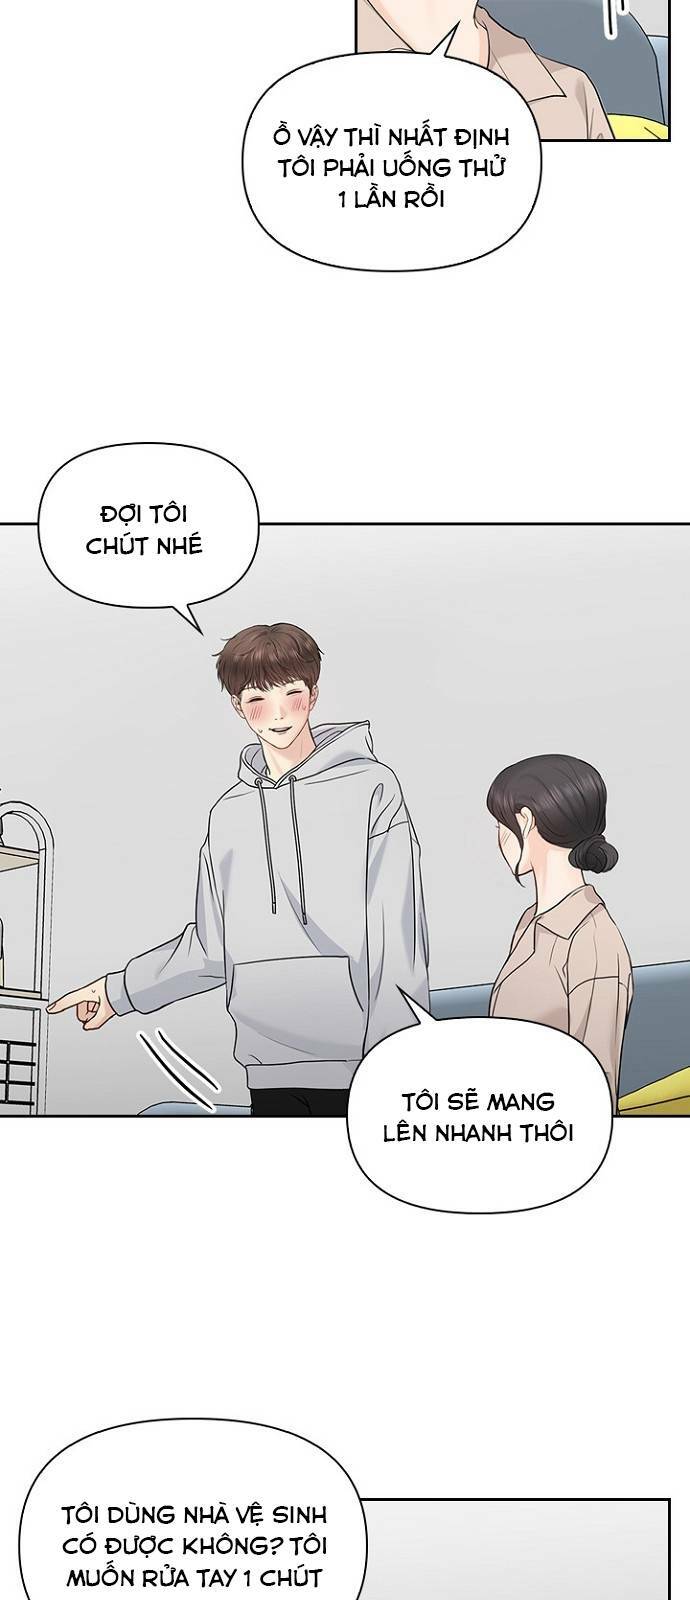 Ồ VẬY THÌ NHẤT ĐỊNH
TÔI PHẢI UỐNG THỬ
1 LẦN RỒI
ĐỢI TÔI
CHÚT NHÉ
TÔI SẼ MANG
LÊN NHANH THÔI
TÔI DÙNG NHÀ VỆ SINH
CÓ ĐƯỢC KHÔNG? TÔI
MUỐN RỬA TAY 1 CHÚT